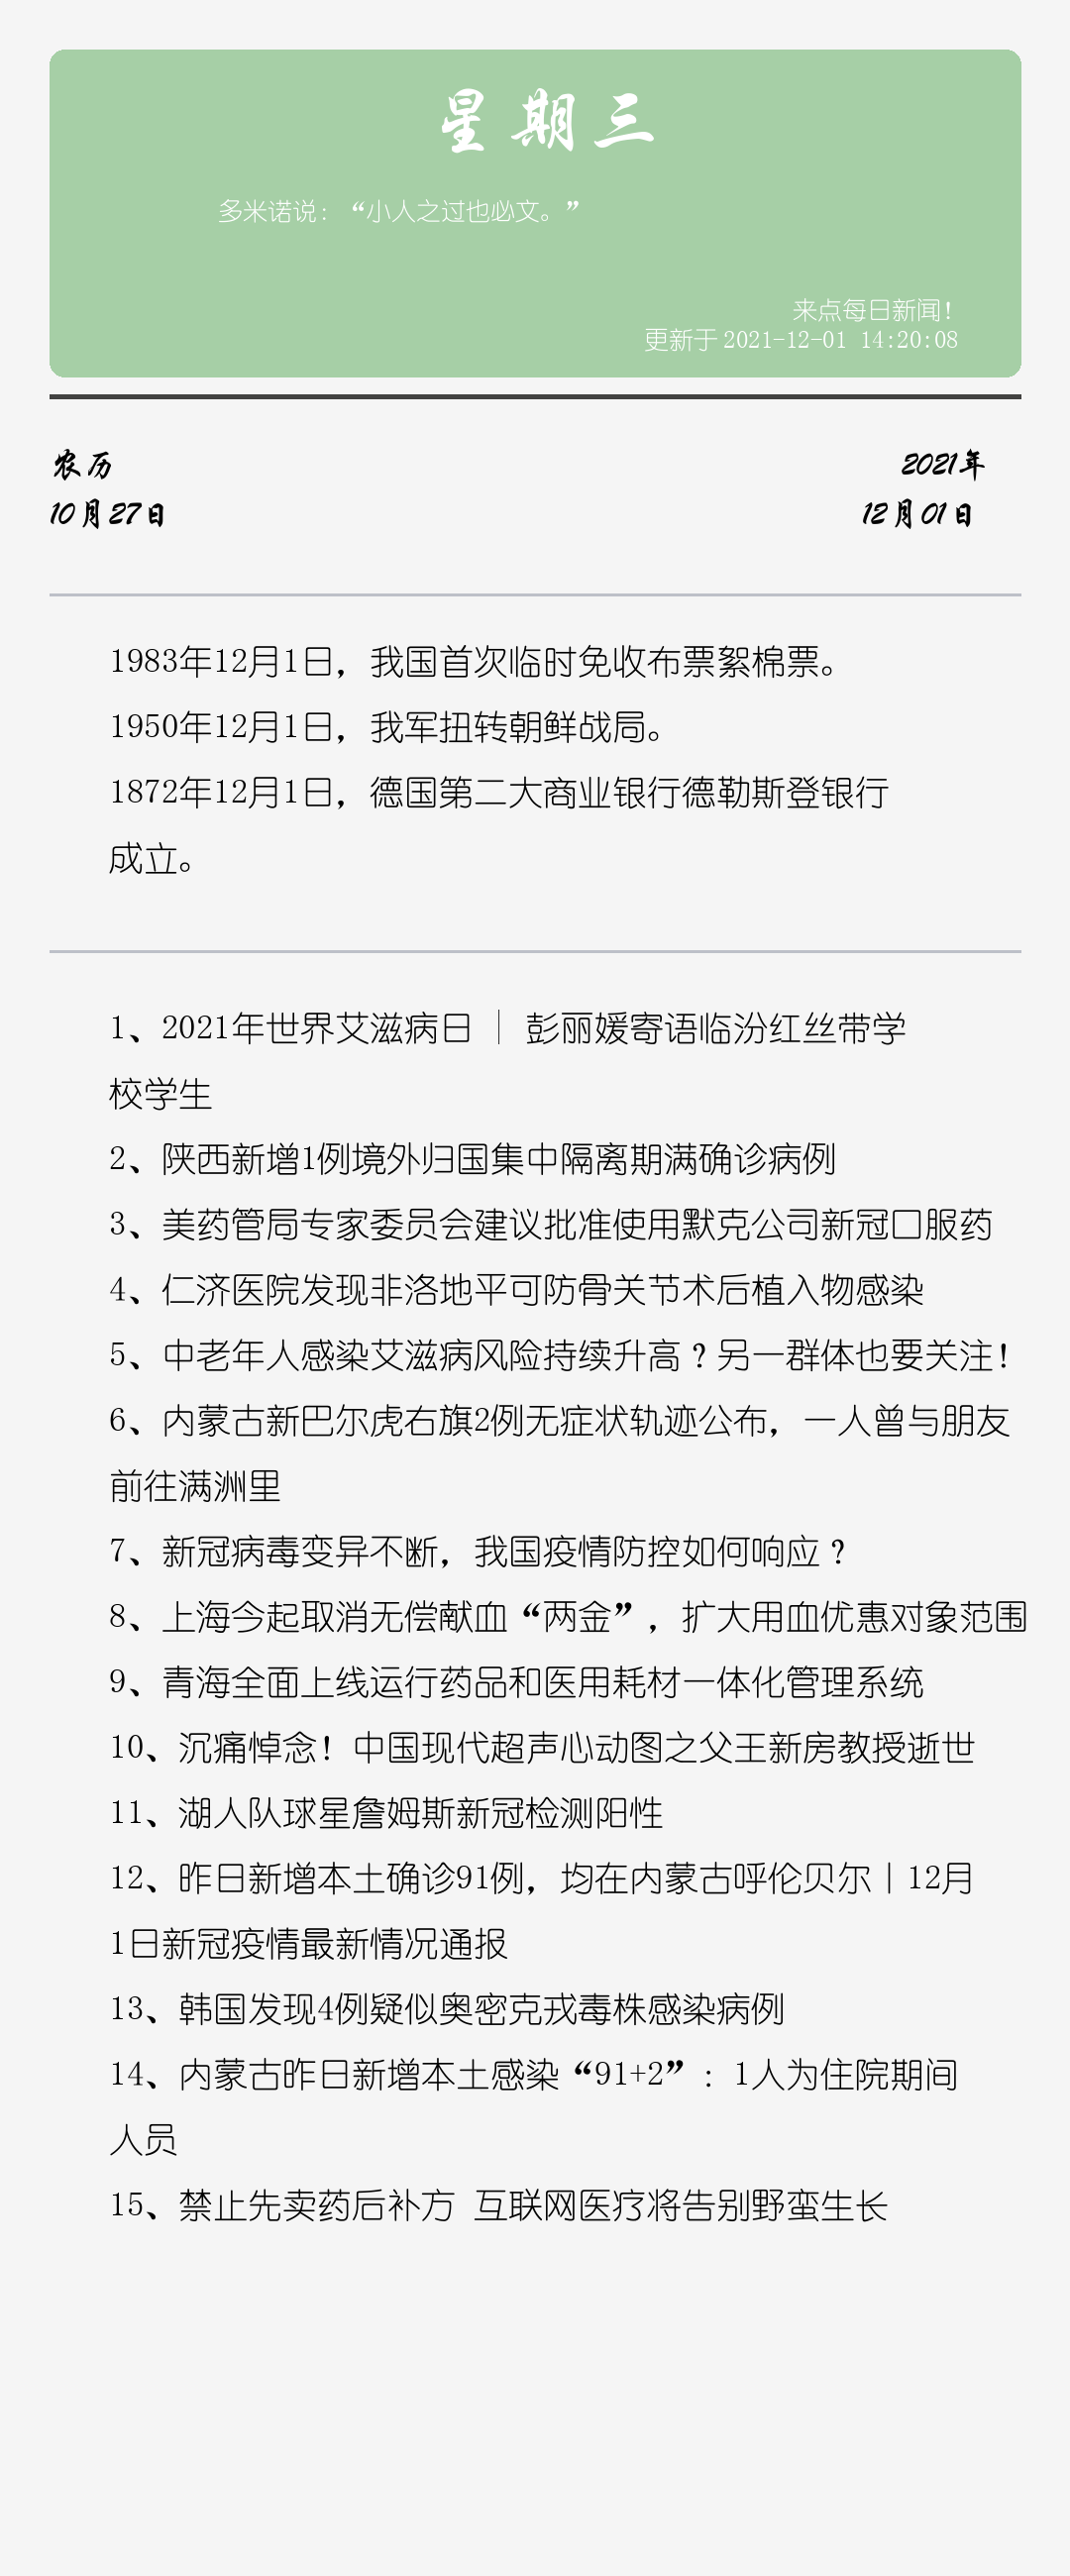 星期三
多米诺说：“小人之过也必文。”
来点每日新闻！
更新于 2021-12-01 14:20:08
农历
2021年
10月27日
12月01日
1983年12月1日，我国首次临时免收布票絮棉票。
1950年12月1日，我军扭转朝鲜战局。
1872年12月1日，德国第二大商业银行德勒斯登银行
成立。
1、2021年世界艾滋病日 │ 彭丽媛寄语临汾红丝带学
校学生
2、陕西新增1例境外归国集中隔离期满确诊病例
3、美药管局专家委员会建议批准使用默克公司新冠口服药
4、仁济医院发现非洛地平可防骨关节术后植入物感染
5、中老年人感染艾滋病风险持续升高？另一群体也要关注！
6、内蒙古新巴尔虎右旗2例无症状轨迹公布，一人曾与朋友
前往满洲里
7、新冠病毒变异不断，我国疫情防控如何响应？
8、上海今起取消无偿献血“两金”，扩大用血优惠对象范围
9、青海全面上线运行药品和医用耗材一体化管理系统
10、沉痛悼念！中国现代超声心动图之父王新房教授逝世
11、湖人队球星詹姆斯新冠检测阳性
12、昨日新增本土确诊91例，均在内蒙古呼伦贝尔丨12月
1日新冠疫情最新情况通报
13、韩国发现4例疑似奥密克戎毒株感染病例
14、内蒙古昨日新增本土感染“91+2”：1人为住院期间
人员
15、禁止先卖药后补方 互联网医疗将告别野蛮生长